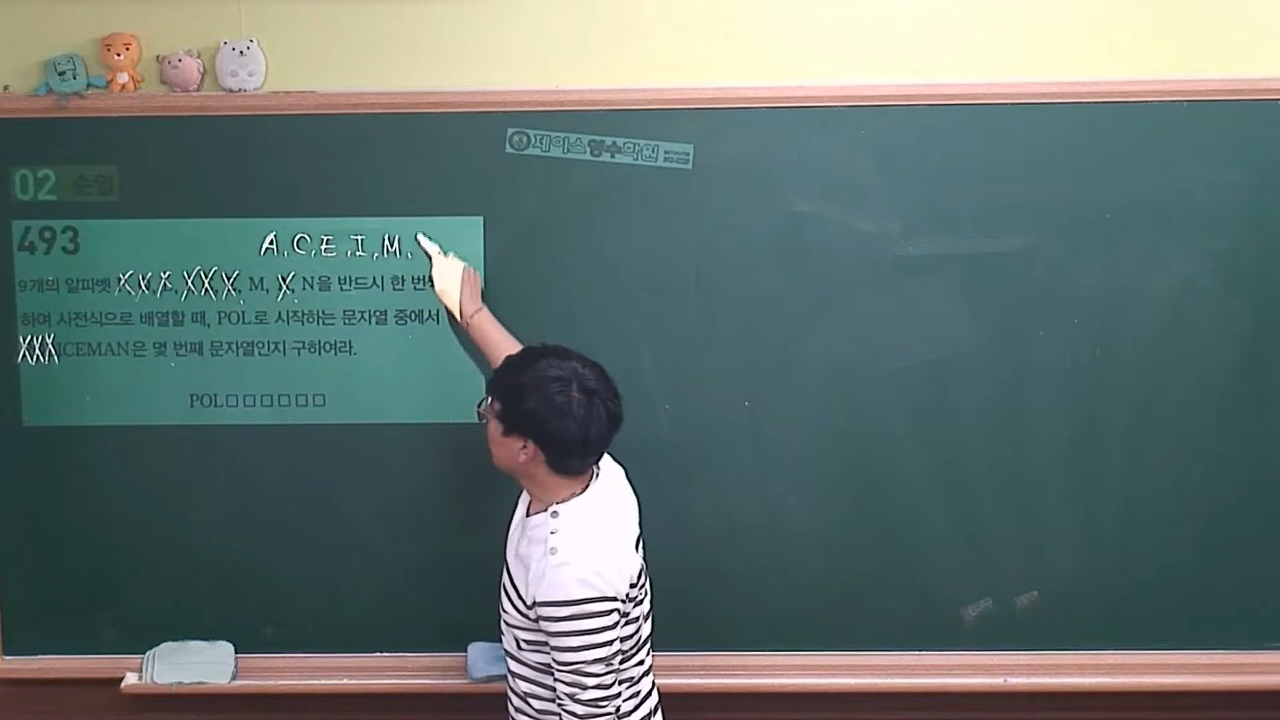 제이스영수학원
02 순열
493
A, C, E, I, M,
9개의 알파벳 M, N을 반드시 한 번
하여 사전식으로 배열할 때, POL로 시작하는 문자열 중에서
ICEMAN은 몇 번째 문자열인지 구하여라.
POL□□□□□□